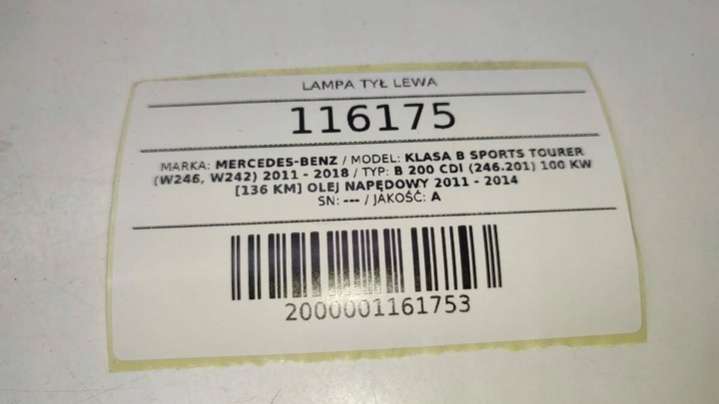 LAMPA TYŁ LEWA
116175
MARKA: MERCEDES-BENZ / MODEL: KLASA B SPORTS TOURER
(W246, W242) 2011 - 2018 / TYP: B 200 CDI (246.201) 100 KW
[136 KM] OLEJ NAPĘDOWY 2011 - 2014
SN: --- / JAKOŚĆ: A
2000001161753